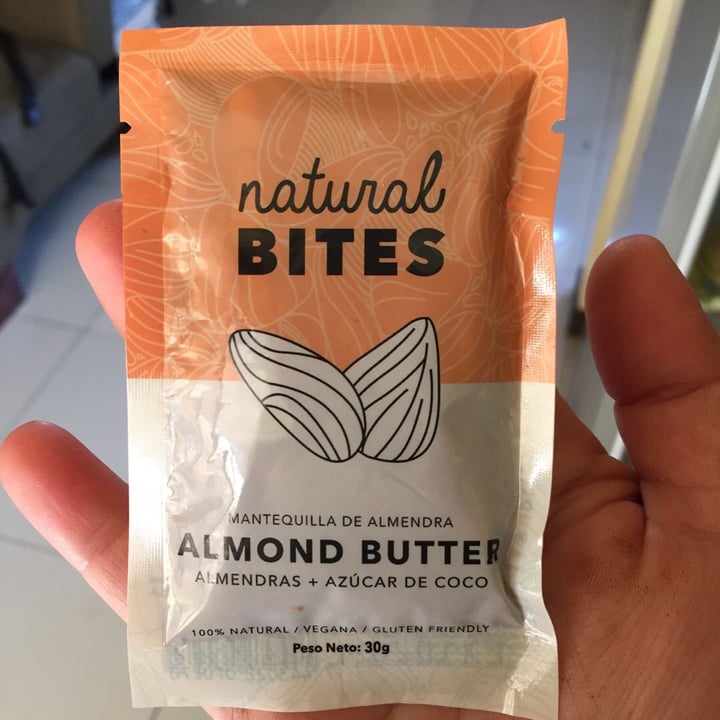 natural
BITES
MANTEQUILLA DE ALMENDRA
ALMOND BUTTER
ALMENDRAS + AZÚCAR DE COCO
100% NATURAL / VEGANA / GLUTEN FRIENDLY
Peso Neto: 30g